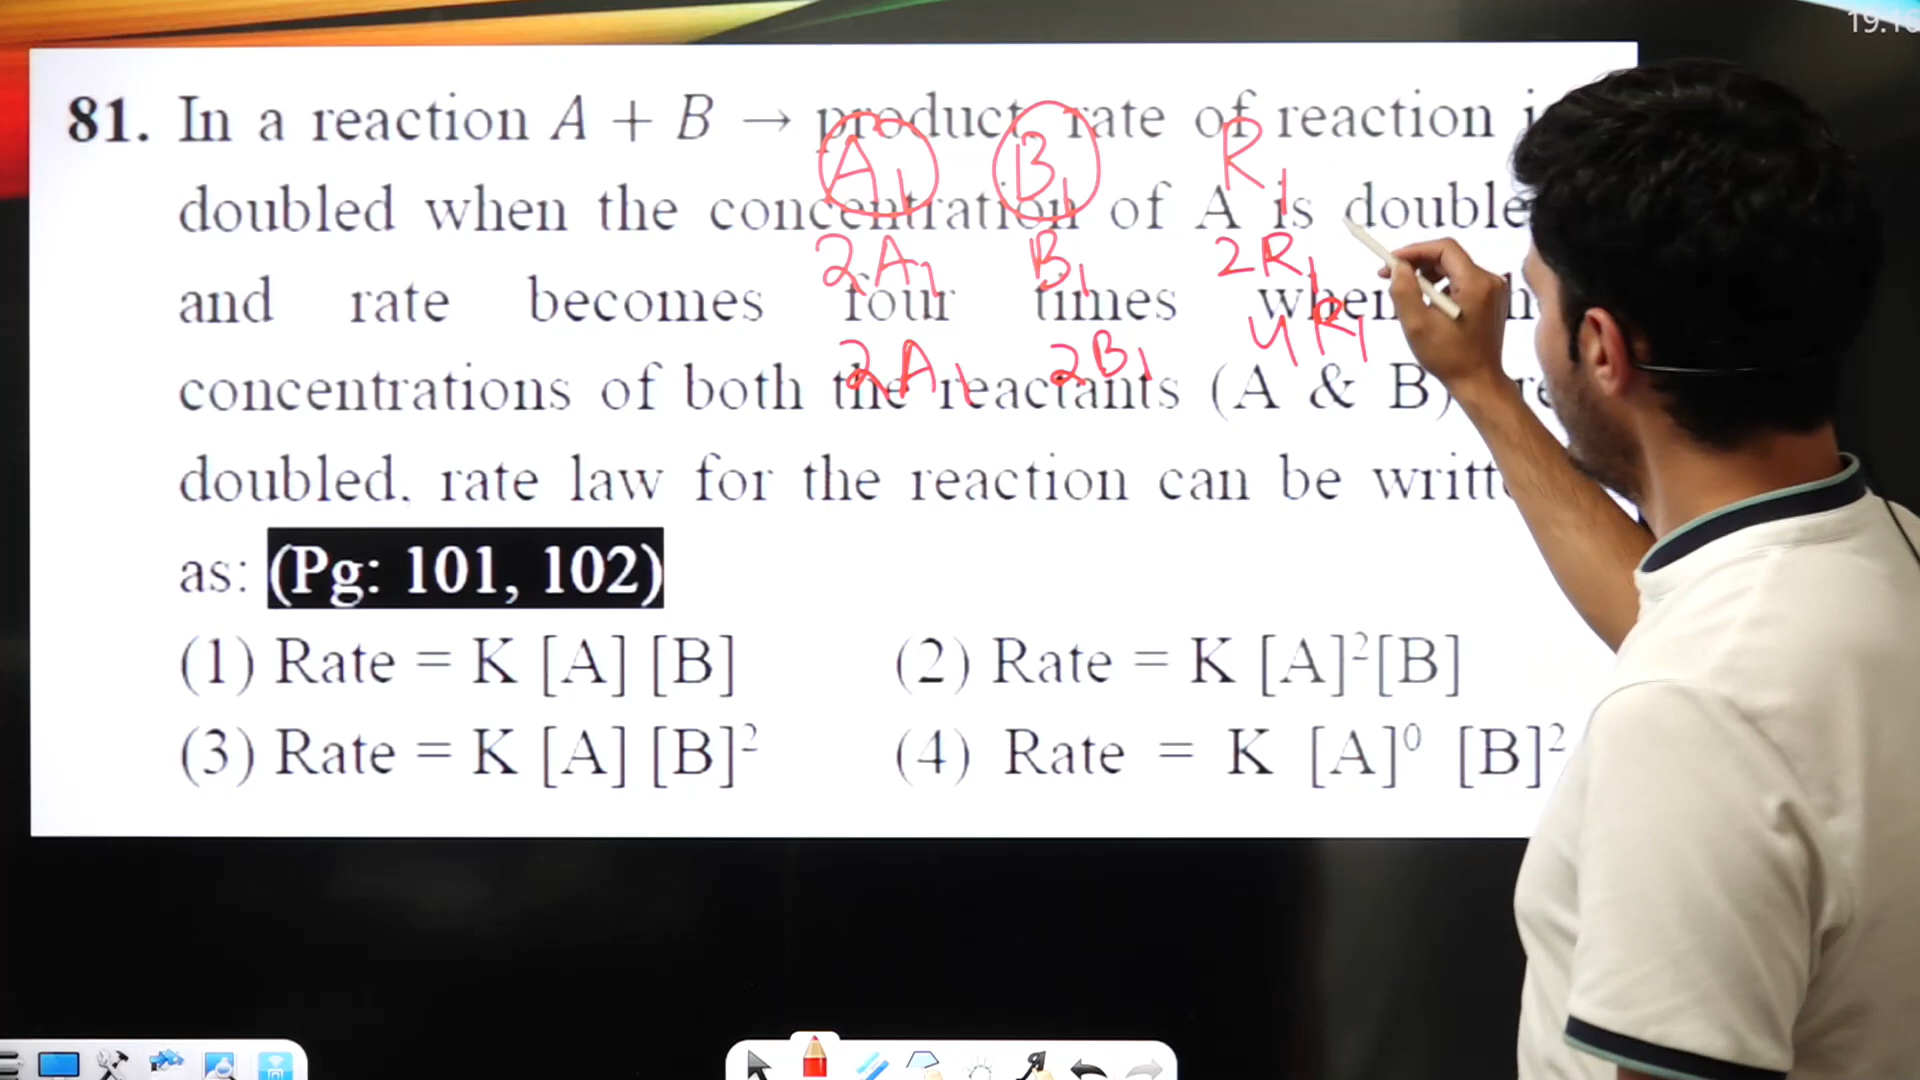 19:16
81. In a reaction A + B → product, rate of reaction
doubled when the concentration of A is double
and rate becomes four times when
concentrations of both the reactants (A & B)
doubled, rate law for the reaction can be
as: (Pg: 101, 102)
(1) Rate = K [A] [B]
(2) Rate = K [A]²[B]
(3) Rate = K [A] [B]²
(4) Rate = K [A]⁰ [B]²
A₁ B₁ R₁
2A₁ B₁ 2R₁
2A₁ 2B₁ 4R₁